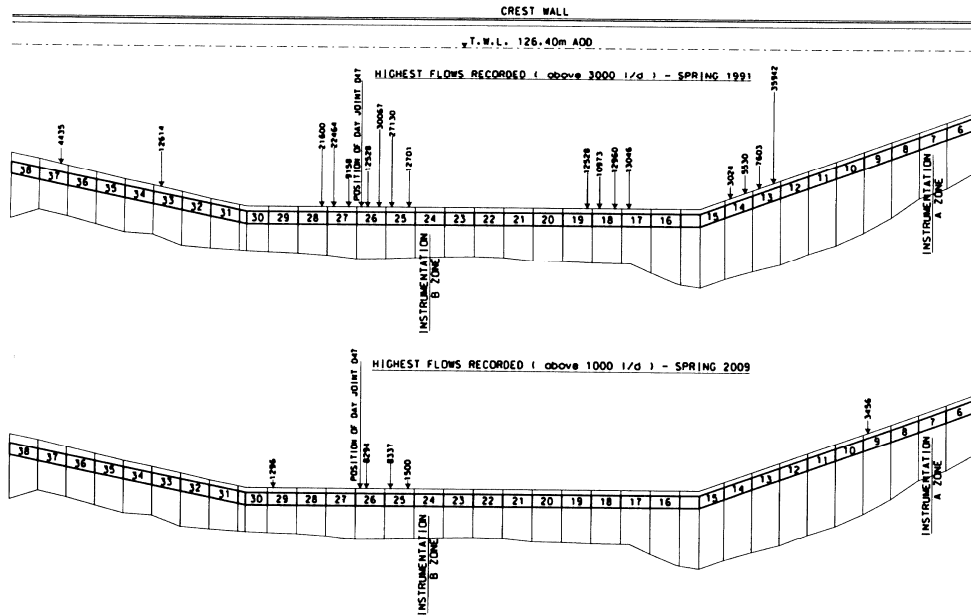 CREST WALL
T.W.L. 126.40m AOD
HIGHEST FLOWS RECORDED ( above 3000 l/d ) - SPRING 1991
4435
12614
21600
22464
9158
POSITION OF DAY JOINT D47
12528
30067
27130
12701
12528
10973
12960
13046
3024
5530
7603
35942
38 37 36 35 34 33 32 31 30 29 28 27 26 25 24 23 22 21 20 19 18 17 16 15 14 13 12 11 10 9 8 7 6
INSTRUMENTATION
B ZONE
INSTRUMENTATION
A ZONE
HIGHEST FLOWS RECORDED ( above 1000 l/d ) - SPRING 2009
1296
POSITION OF DAY JOINT D47
8294
8337
1500
3456
38 37 36 35 34 33 32 31 30 29 28 27 26 25 24 23 22 21 20 19 18 17 16 15 14 13 12 11 10 9 8 7 6
INSTRUMENTATION
B ZONE
INSTRUMENTATION
A ZONE